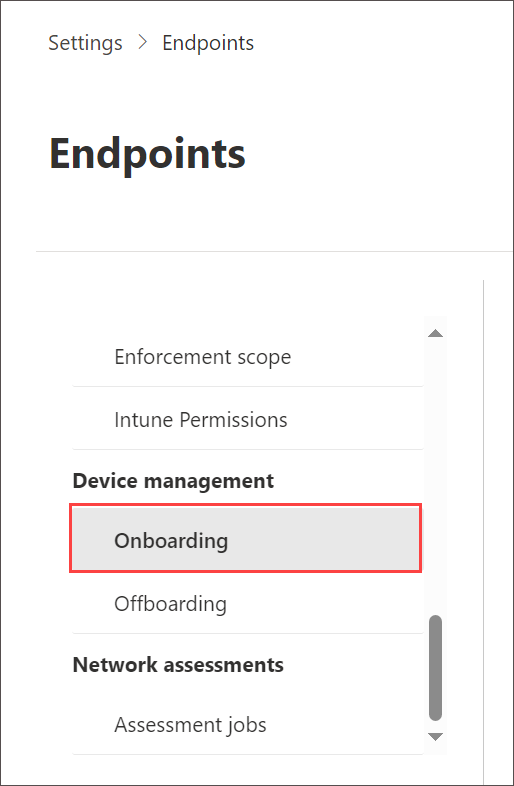 Settings > Endpoints
Endpoints
Enforcement scope
Intune Permissions
Device management
Onboarding
Offboarding
Network assessments
Assessment jobs